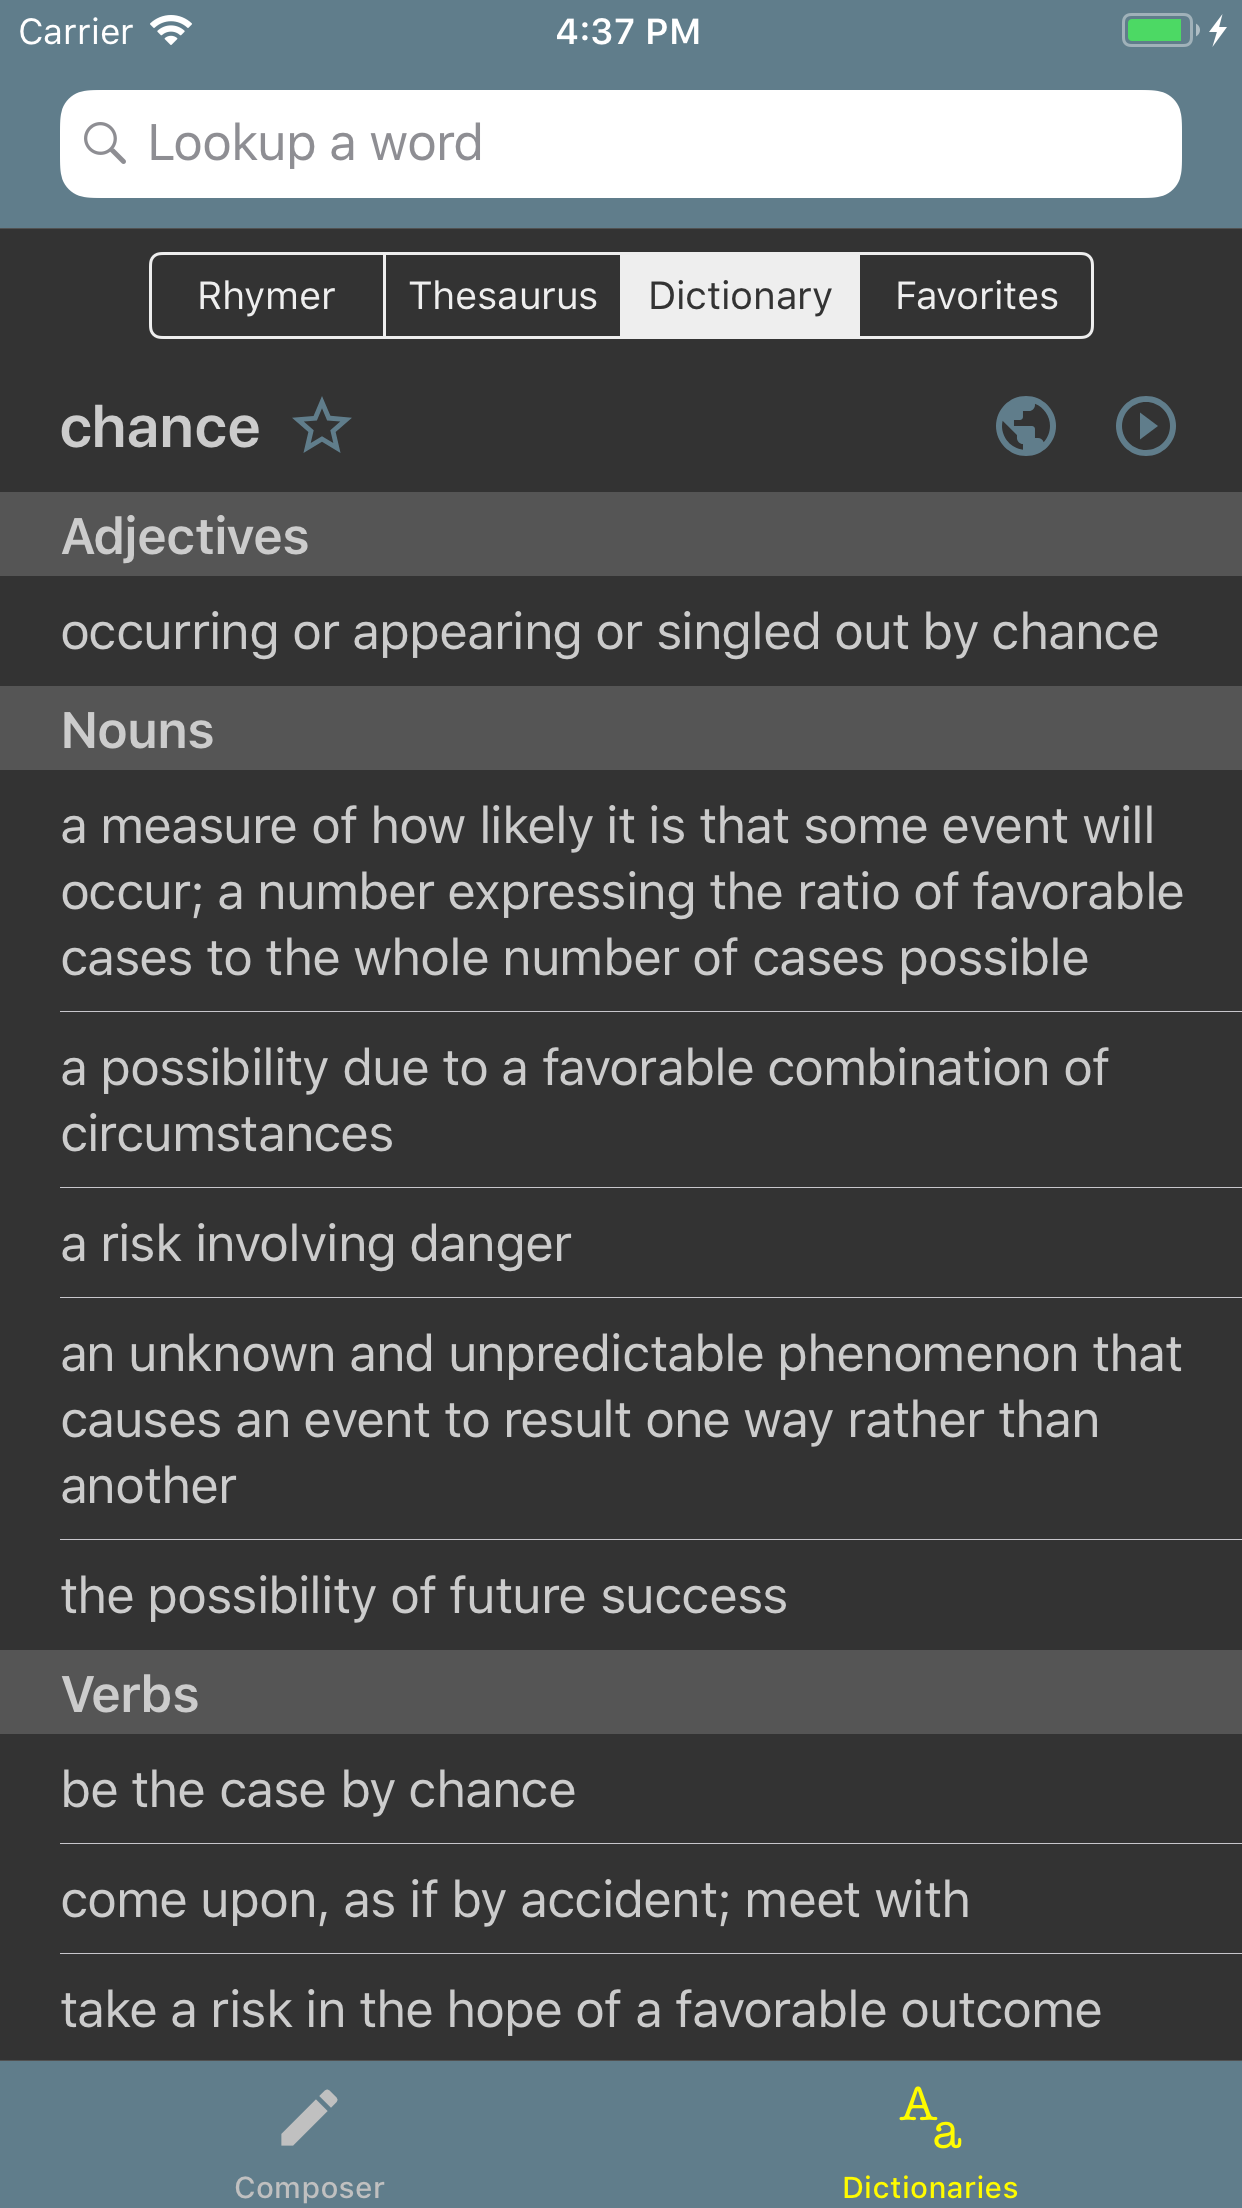 Carrier
4:37 PM
Lookup a word
Rhymer
Thesaurus
Dictionary
Favorites
chance
Adjectives
occurring or appearing or singled out by chance
Nouns
a measure of how likely it is that some event will
occur; a number expressing the ratio of favorable
cases to the whole number of cases possible
a possibility due to a favorable combination of
circumstances
a risk involving danger
an unknown and unpredictable phenomenon that
causes an event to result one way rather than
another
the possibility of future success
Verbs
be the case by chance
come upon, as if by accident; meet with
take a risk in the hope of a favorable outcome
Composer
Aa
Dictionaries